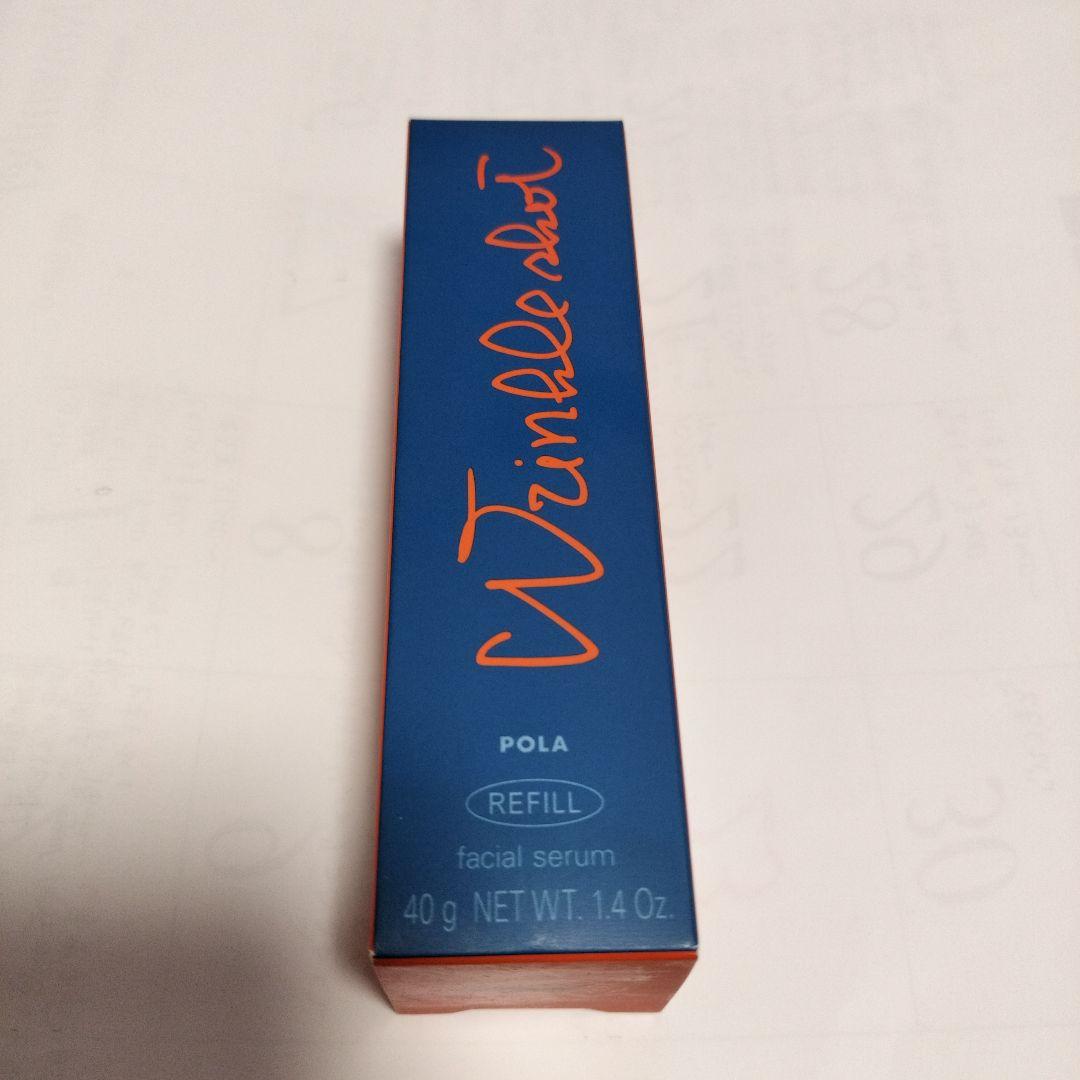 Wrinkle shot
POLA
REFILL
facial serum
40 g NET WT. 1.4 Oz.